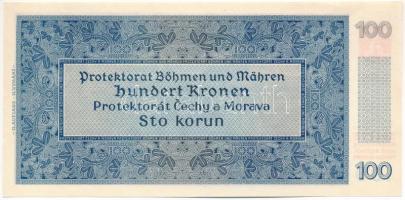 100
Protektorat Böhmen und Mähren
Hundert Kronen
Protektorát Čechy a Morava
Sto korun
100